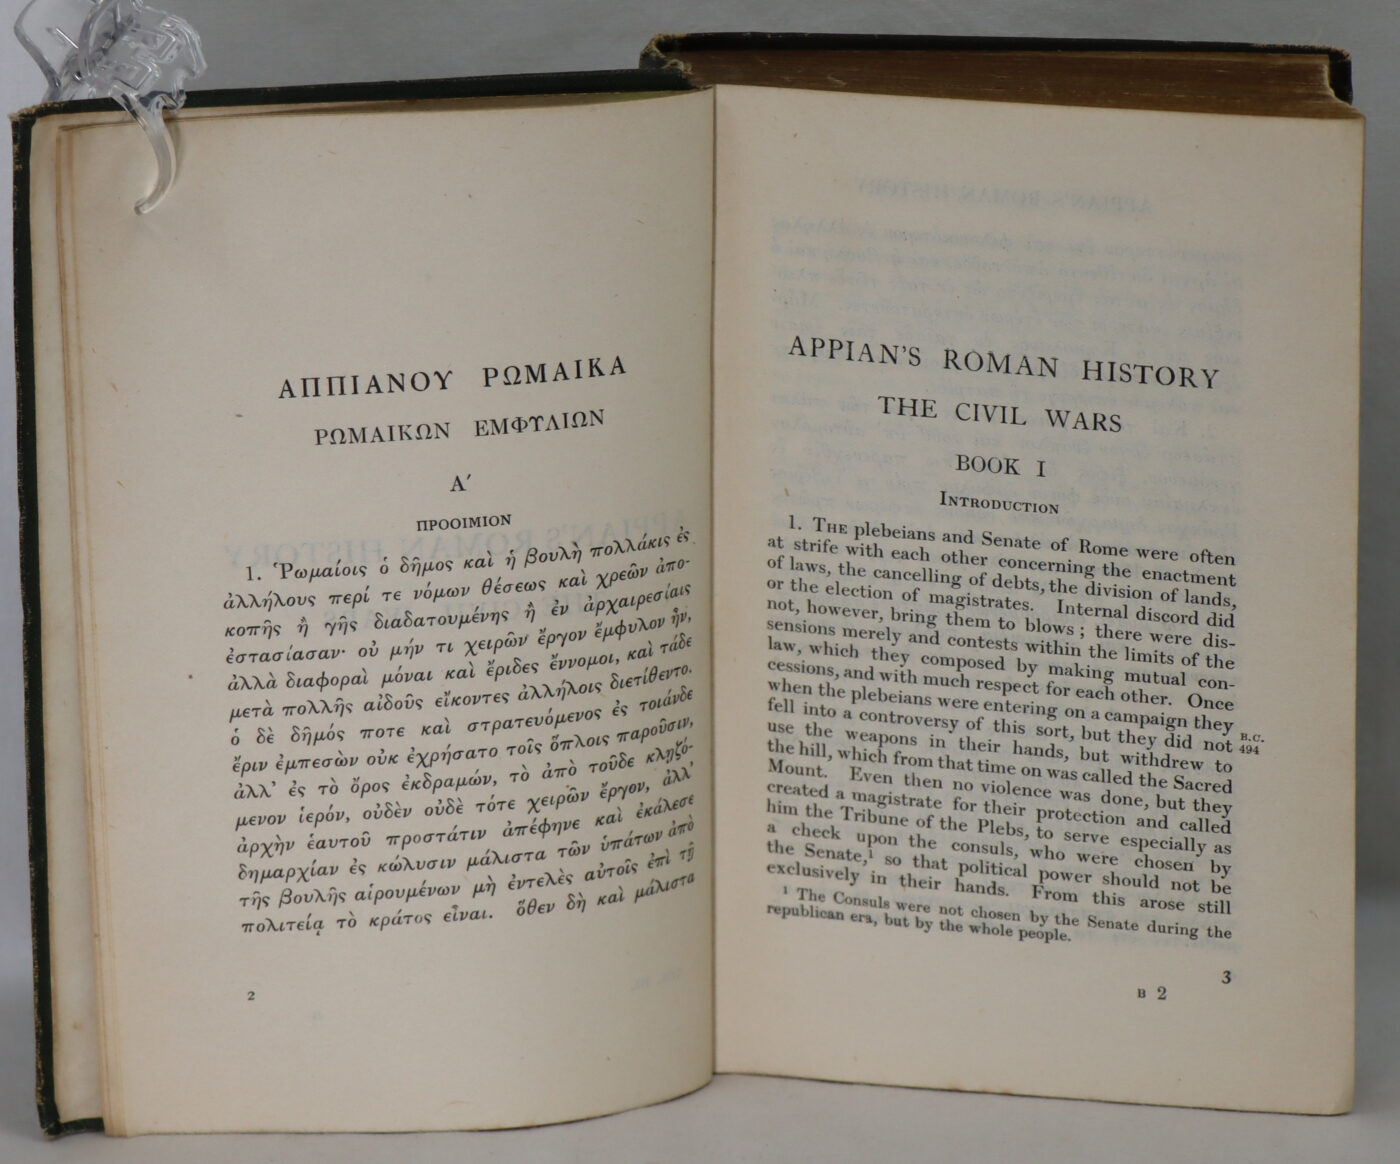 ΑΠΠΙΑΝΟΥ ΡΩΜΑΙΚΑ
ΡΩΜΑΙΚΩΝ ΕΜΦΥΛΙΩΝ
Α′
ΠΡΟΟΙΜΙΟΝ
1. Ῥωμαίοις ὁ δῆμος καὶ ἡ βουλὴ πολλάκις ἐς
ἀλλήλους περί τε νόμων θέσεως καὶ χρεῶν ἀπο-
κοπῆς ἢ γῆς διαδατουμένης ἢ ἐν ἀρχαιρεσίαις
ἐστασίασαν· οὐ μήν τι χειρῶν ἔργον ἔμφυλον ἦν,
ἀλλὰ διαφοραὶ μόναι καὶ ἔριδες ἔννομοι, καὶ τάδε
μετὰ πολλῆς αἰδοῦς εἴκοντες ἀλλήλοις διετίθεντο.
ὁ δὲ δῆμός ποτε καὶ στρατευόμενος ἐς τοιάνδε
ἔριν ἐμπεσὼν οὐκ ἐχρήσατο τοῖς ὅπλοις παροῦσιν,
ἀλλ' ἐς τὸ ὄρος ἐκδραμών, τὸ ἀπὸ τοῦδε κληζό-
μενον ἱερόν, οὐδὲν οὐδὲ τότε χειρῶν ἔργον, ἀλλ'
ἀρχὴν ἑαυτοῦ προστάτιν ἀπέφηνε καὶ ἐκάλεσε
δημαρχίαν ἐς κώλυσιν μάλιστα τῶν ὑπάτων ἀπὸ
τῆς βουλῆς αἱρουμένων μὴ ἐντελὲς αὐτοῖς ἐπὶ τῇ
πολιτείᾳ τὸ κράτος εἶναι. ὅθεν δὴ καὶ μάλιστα
2
APPIAN'S ROMAN HISTORY
THE CIVIL WARS
BOOK I
INTRODUCTION
1. THE plebeians and Senate of Rome were often
at strife with each other concerning the enactment
of laws, the cancelling of debts, the division of lands,
or the election of magistrates. Internal discord did
not, however, bring them to blows; there were dis-
sensions merely and contests within the limits of the
law, which they composed by making mutual con-
cessions, and with much respect for each other. Once
when the plebeians were entering on a campaign they
fell into a controversy of this sort, but they did not B.C.
use the weapons in their hands, but withdrew to 494
the hill, which from that time on was called the Sacred
Mount. Even then no violence was done, but they
created a magistrate for their protection and called
him the Tribune of the Plebs, to serve especially as
a check upon the consuls, who were chosen by
the Senate,¹ so that political power should not be
exclusively in their hands. From this arose still
¹ The Consuls were not chosen by the Senate during the
republican era, but by the whole people.
3
B 2